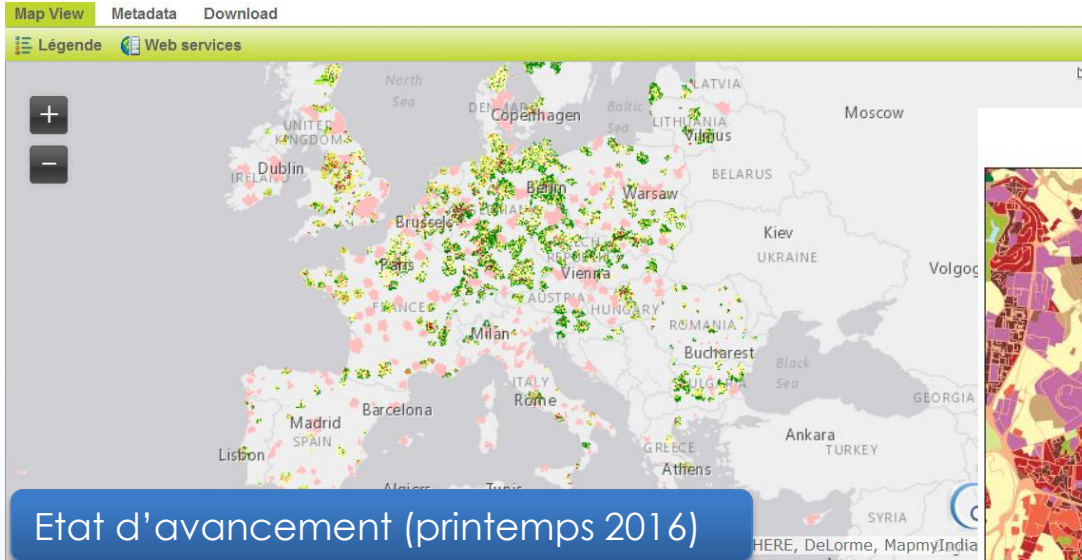 Map View Metadata Download
Légende Web services
North
Sea
LATVIA
Copenhagen
Baltic
Sea
Moscow
UNITED
KINGDOM
LITHUANIA
Vilnius
Dublin
IRELAND
BELARUS
Berlin
Warsaw
Brussels
Kiev
UKRAINE
Paris
Vienna
Volgog
FRANCE
AUSTRIA
HUNGARY
Milan
ROMANIA
Bucharest
Black
Sea
ITALY
Rome
BULGARIA
GEORGIA
Barcelona
Madrid
SPAIN
Ankara
TURKEY
Lisbon
GREECE
Athens
Algiers
Tunis
SYRIA
Etat d’avancement (printemps 2016)
HERE, DeLorme, MapmyIndia